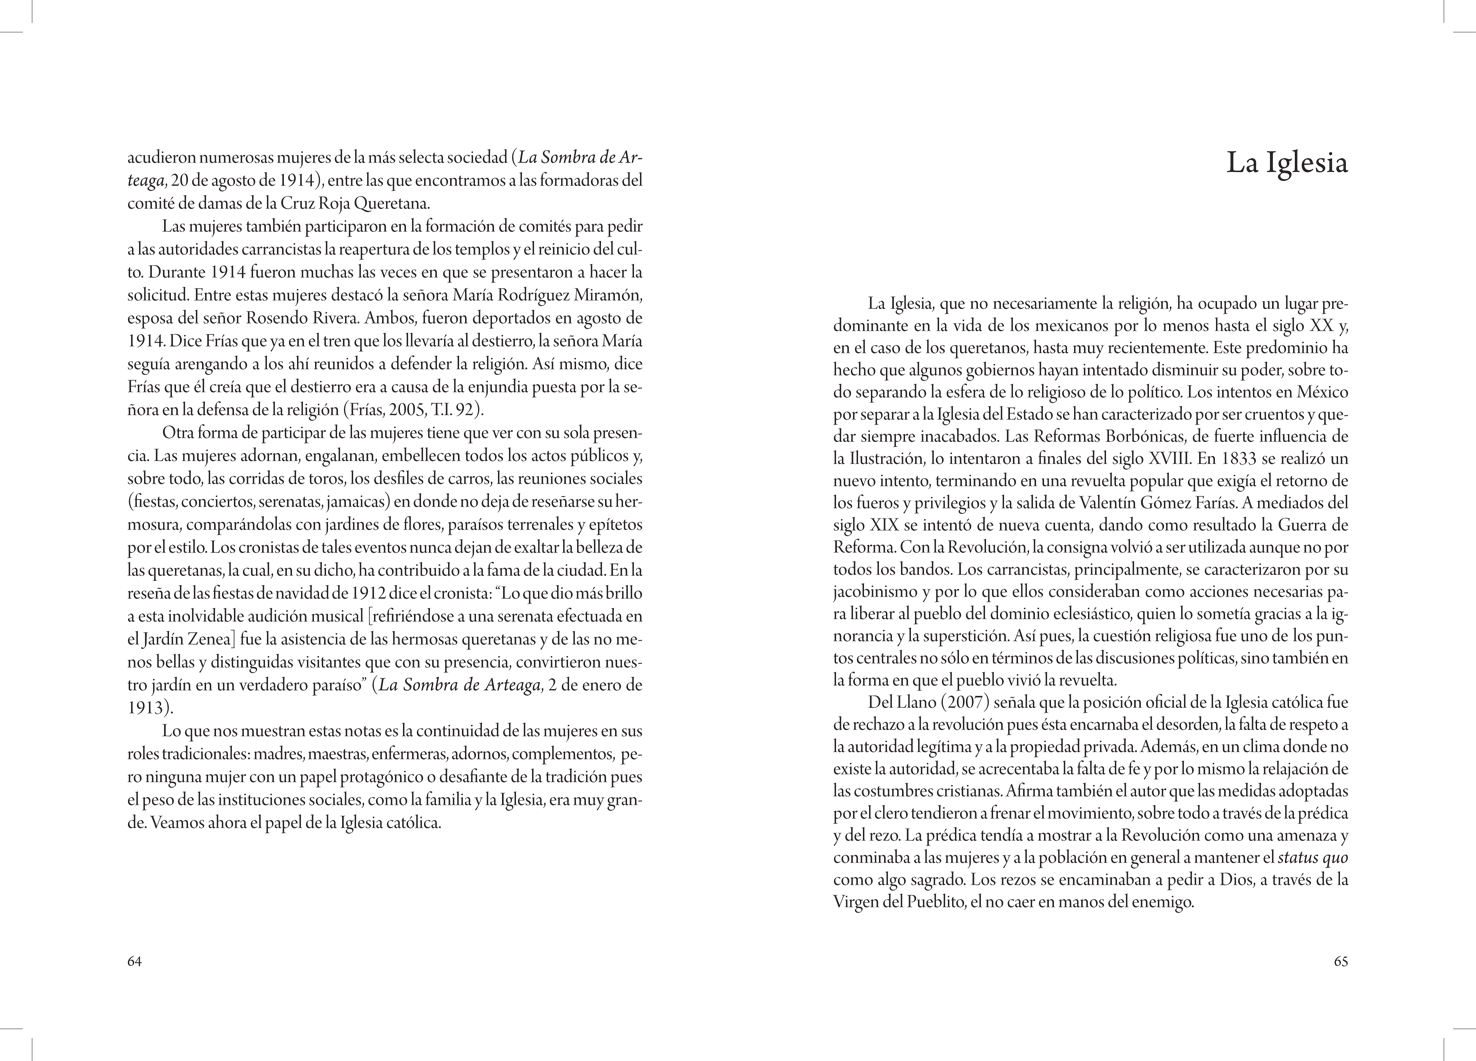 acudieron numerosas mujeres de la más selecta sociedad (La Sombra de Ar-
teaga, 20 de agosto de 1914), entre las que encontramos a las formadoras del
comité de damas de la Cruz Roja Queretana.
Las mujeres también participaron en la formación de comités para pedir
a las autoridades carrancistas la reapertura de los templos y el reinicio del cul-
to. Durante 1914 fueron muchas las veces en que se presentaron a hacer la
solicitud. Entre estas mujeres destacó la señora María Rodríguez Miramón,
esposa del señor Rosendo Rivera. Ambos, fueron deportados en agosto de
1914. Dice Frías que ya en el tren que los llevaría al destierro, la señora María
seguía arengando a los ahí reunidos a defender la religión. Así mismo, dice
Frías que él creía que el destierro era a causa de la enjundia puesta por la se-
ñora en la defensa de la religión (Frías, 2005, T.I. 92).
Otra forma de participar de las mujeres tiene que ver con su sola presen-
cia. Las mujeres adornan, engalanan, embellecen todos los actos públicos y,
sobre todo, las corridas de toros, los desfiles de carros, las reuniones sociales
(fiestas, conciertos, serenatas, jamaicas) en donde no deja de reseñarse su her-
mosura, comparándolas con jardines de flores, paraísos terrenales y epítetos
por el estilo. Los cronistas de tales eventos nunca dejan de exaltar la belleza de
las queretanas, la cual, en su dicho, ha contribuido a la fama de la ciudad. En la
reseña de las fiestas de navidad de 1912 dice el cronista: “Lo que dio más brillo
a esta inolvidable audición musical [refiriéndose a una serenata efectuada en
el Jardín Zenea] fue la asistencia de las hermosas queretanas y de las no me-
nos bellas y distinguidas visitantes que con su presencia, convirtieron nues-
tro jardín en un verdadero paraíso” (La Sombra de Arteaga, 2 de enero de
1913).
Lo que nos muestran estas notas es la continuidad de las mujeres en sus
roles tradicionales: madres, maestras, enfermeras, adornos, complementos, pe-
ro ninguna mujer con un papel protagónico o desafiante de la tradición pues
el peso de las instituciones sociales, como la familia y la Iglesia, era muy gran-
de. Veamos ahora el papel de la Iglesia católica.
64
La Iglesia
La Iglesia, que no necesariamente la religión, ha ocupado un lugar pre-
dominante en la vida de los mexicanos por lo menos hasta el siglo XX y,
en el caso de los queretanos, hasta muy recientemente. Este predominio ha
hecho que algunos gobiernos hayan intentado disminuir su poder, sobre to-
do separando la esfera de lo religioso de lo político. Los intentos en México
por separar a la Iglesia del Estado se han caracterizado por ser cruentos y que-
dar siempre inacabados. Las Reformas Borbónicas, de fuerte influencia de
la Ilustración, lo intentaron a finales del siglo XVIII. En 1833 se realizó un
nuevo intento, terminando en una revuelta popular que exigía el retorno de
los fueros y privilegios y la salida de Valentín Gómez Farías. A mediados del
siglo XIX se intentó de nueva cuenta, dando como resultado la Guerra de
Reforma. Con la Revolución, la consigna volvió a ser utilizada aunque no por
todos los bandos. Los carrancistas, principalmente, se caracterizaron por su
jacobinismo y por lo que ellos consideraban como acciones necesarias pa-
ra liberar al pueblo del dominio eclesiástico, quien lo sometía gracias a la ig-
norancia y la superstición. Así pues, la cuestión religiosa fue uno de los pun-
tos centrales no sólo en términos de las discusiones políticas, sino también en
la forma en que el pueblo vivió la revuelta.
Del Llano (2007) señala que la posición oficial de la Iglesia católica fue
de rechazo a la revolución pues ésta encarnaba el desorden, la falta de respeto a
la autoridad legítima y a la propiedad privada. Además, en un clima donde no
existe la autoridad, se acrecentaba la falta de fe y por lo mismo la relajación de
las costumbres cristianas. Afirma también el autor que las medidas adoptadas
por el clero tendieron a frenar el movimiento, sobre todo a través de la prédica
y del rezo. La prédica tendía a mostrar a la Revolución como una amenaza y
conminaba a las mujeres y a la población en general a mantener el status quo
como algo sagrado. Los rezos se encaminaban a pedir a Dios, a través de la
Virgen del Pueblito, el no caer en manos del enemigo.
65